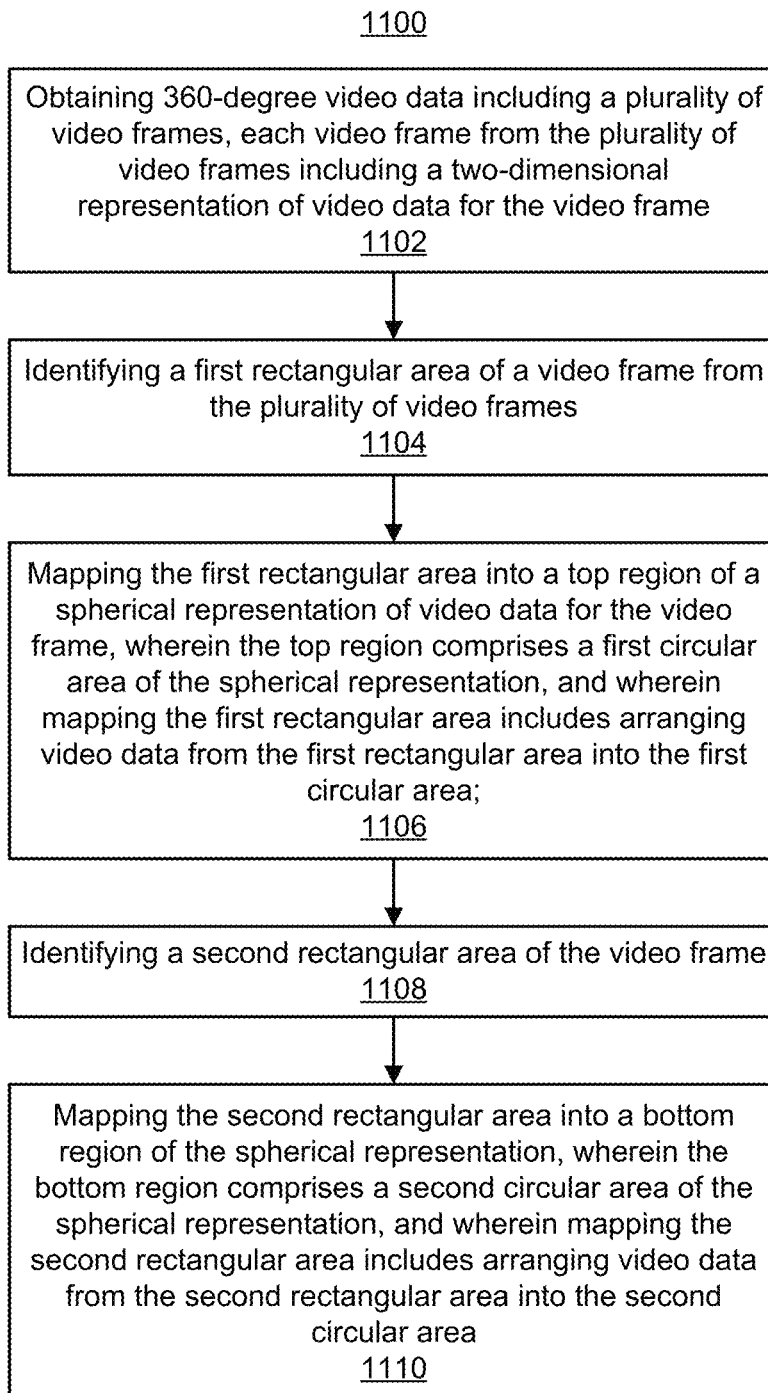 1100
Obtaining 360-degree video data including a plurality of
video frames, each video frame from the plurality of
video frames including a two-dimensional
representation of video data for the video frame
1102
Identifying a first rectangular area of a video frame from
the plurality of video frames
1104
Mapping the first rectangular area into a top region of a
spherical representation of video data for the video
frame, wherein the top region comprises a first circular
area of the spherical representation, and wherein
mapping the first rectangular area includes arranging
video data from the first rectangular area into the first
circular area;
1106
Identifying a second rectangular area of the video frame
1108
Mapping the second rectangular area into a bottom
region of the spherical representation, wherein the
bottom region comprises a second circular area of the
spherical representation, and wherein mapping the
second rectangular area includes arranging video data
from the second rectangular area into the second
circular area
1110